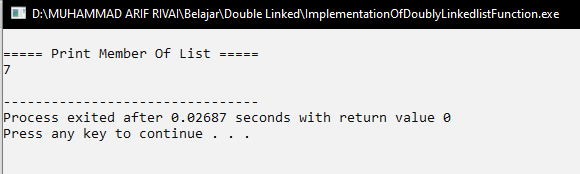 D:\MUHAMMAD ARIF RIVAI\Belajar\Double Linked\ImplementationOfDoublyLinkedlistFunction.exe
===== Print Member Of List =====
7
--------------------------------
Process exited after 0.02687 seconds with return value 0
Press any key to continue . . .